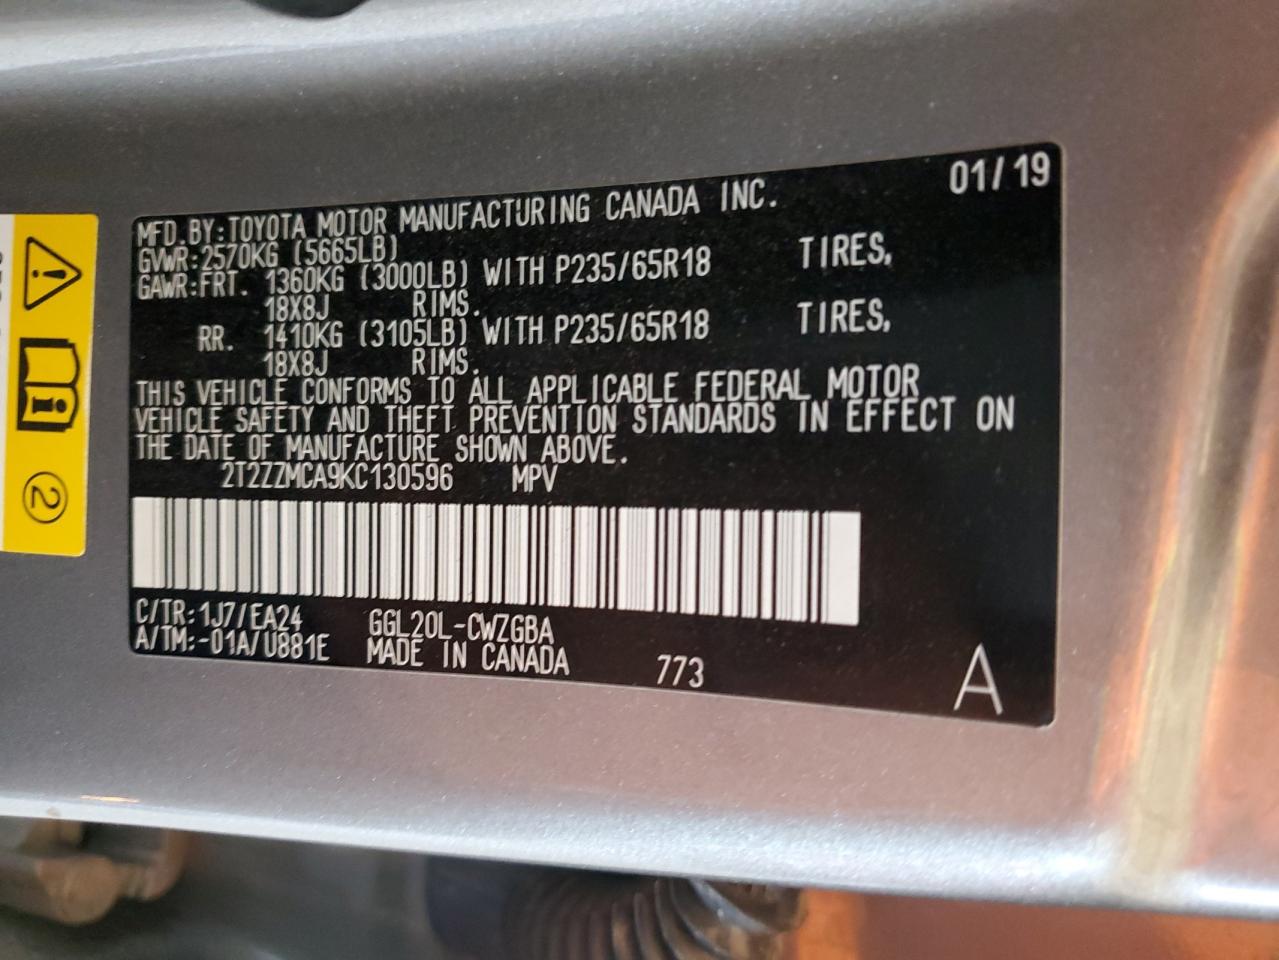 01/19
MFD.BY:TOYOTA MOTOR MANUFACTURING CANADA INC.
GVWR:2570KG (5665LB)
GAWR:FRT. 1360KG (3000LB) WITH P235/65R18 TIRES,
18X8J RIMS.
RR. 1410KG (3105LB) WITH P235/65R18 TIRES,
18X8J RIMS.
THIS VEHICLE CONFORMS TO ALL APPLICABLE FEDERAL MOTOR
VEHICLE SAFETY AND THEFT PREVENTION STANDARDS IN EFFECT ON
THE DATE OF MANUFACTURE SHOWN ABOVE.
2T2ZZMCA9KC130596 MPV
C/TR:1J7/EA24 GGL20L-CWZGBA
A/TM:-01A/U881E MADE IN CANADA 773
A
2